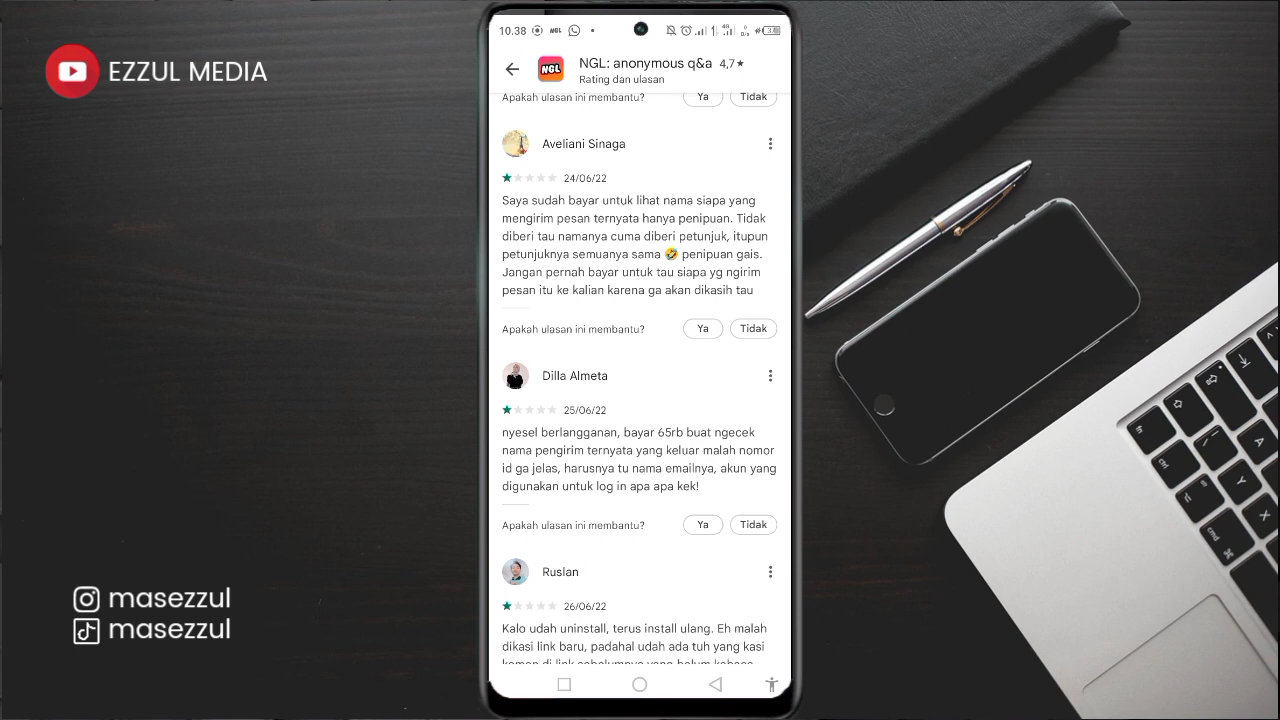 EZZUL MEDIA
10.38
NGL
NGL
NGL: anonymous q&a 4,7★
Rating dan ulasan
Apakah ulasan ini membantu? Ya Tidak
Aveliani Sinaga
24/06/22
Saya sudah bayar untuk lihat nama siapa yang
mengirim pesan ternyata hanya penipuan. Tidak
diberi tau namanya cuma diberi petunjuk, itupun
petunjuknya semuanya sama 🤣 penipuan gais.
Jangan pernah bayar untuk tau siapa yg ngirim
pesan itu ke kalian karena ga akan dikasih tau
Apakah ulasan ini membantu? Ya Tidak
Dilla Almeta
25/06/22
nyesel berlangganan, bayar 65rb buat ngecek
nama pengirim ternyata yang keluar malah nomor
id ga jelas, harusnya tu nama emailnya, akun yang
digunakan untuk log in apa apa kek!
Apakah ulasan ini membantu? Ya Tidak
Ruslan
26/06/22
Kalo udah uninstall, terus install ulang. Eh malah
dikasi link baru, padahal udah ada tuh yang kasi
masezzul
masezzul
fn
ctrl
cmd
A
Y
X